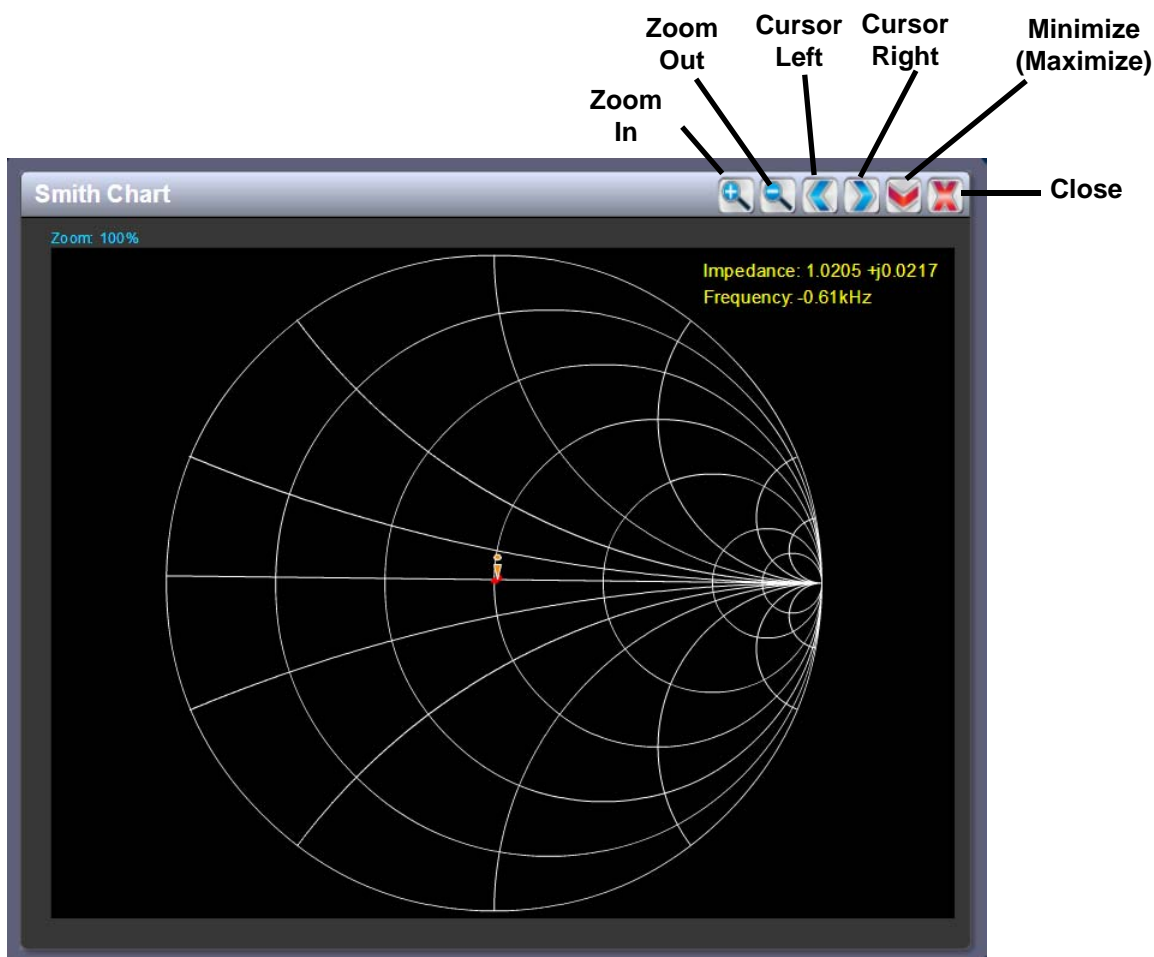 Zoom
Out
Cursor
Left
Cursor
Right
Minimize
(Maximize)
Zoom
In
Close
Smith Chart
Zoom: 100%
Impedance: 1.0205 +j0.0217
Frequency: -0.61kHz